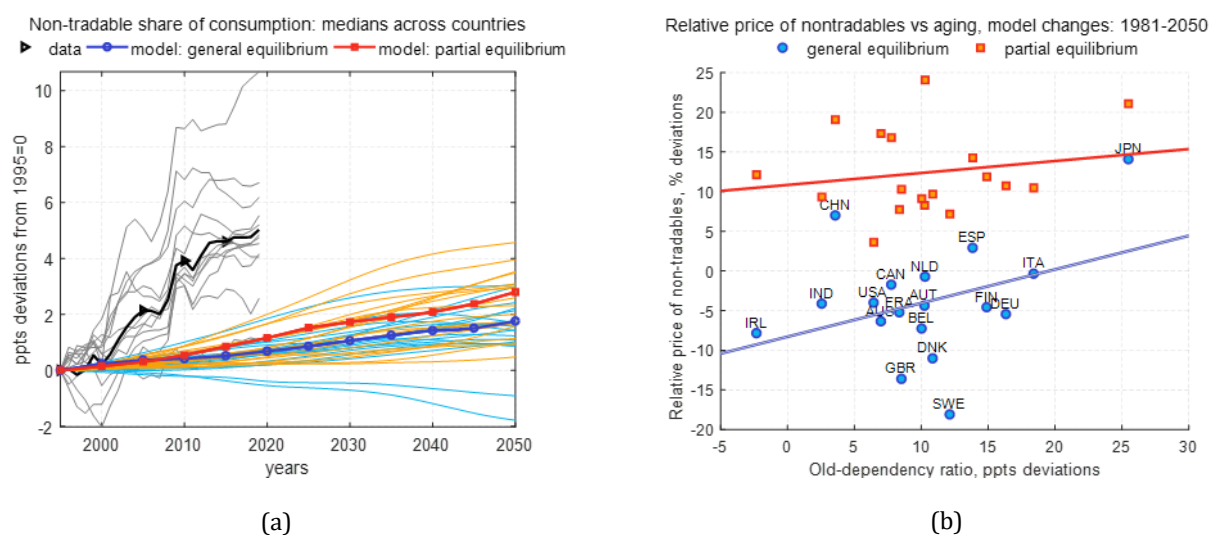 Non-tradable share of consumption: medians across countries
data model: general equilibrium model: partial equilibrium
ppts deviations from 1995=0
10
8
6
4
2
0
-2
2000 2010 2020 2030 2040 2050
years
(a)
Relative price of nontradables vs aging, model changes: 1981-2050
general equilibrium partial equilibrium
Relative price of non-tradables, % deviations
25
20
15
10
5
0
-5
-10
-15
-20
JPN
CHN
ESP
NLD
ITA
CAN
IND
USA
AUT
FIN
DEU
FRA
AUS
BEL
IRL
DNK
GBR
SWE
-5 0 5 10 15 20 25 30
Old-dependency ratio, ppts deviations
(b)